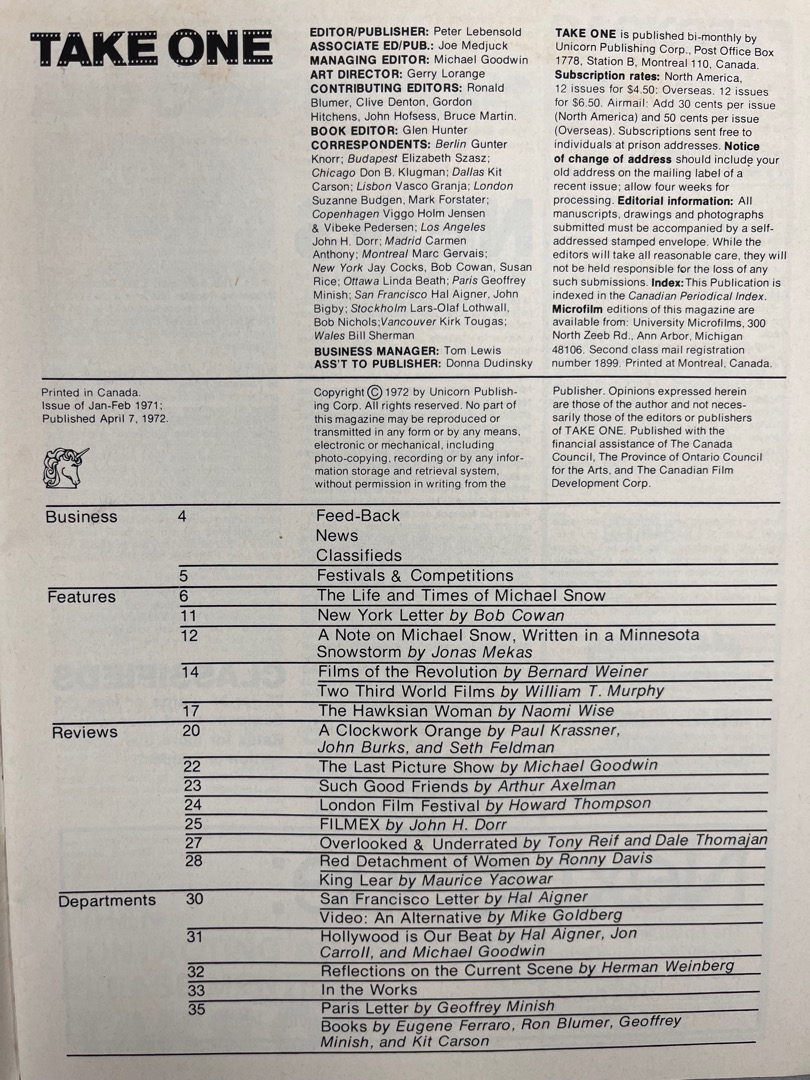 TAKE ONE
EDITOR/PUBLISHER: Peter Lebensold
ASSOCIATE ED/PUB.: Joe Medjuck
MANAGING EDITOR: Michael Goodwin
ART DIRECTOR: Gerry Lorange
CONTRIBUTING EDITORS: Ronald
Blumer, Clive Denton, Gordon
Hitchens, John Hofsess, Bruce Martin.
BOOK EDITOR: Glen Hunter
CORRESPONDENTS: Berlin Gunter
Knorr; Budapest Elizabeth Szasz;
Chicago Don B. Klugman; Dallas Kit
Carson; Lisbon Vasco Granja; London
Suzanne Budgen, Mark Forstater;
Copenhagen Viggo Holm Jensen
& Vibeke Pedersen; Los Angeles
John H. Dorr; Madrid Carmen
Anthony; Montreal Marc Gervais;
New York Jay Cocks, Bob Cowan, Susan
Rice; Ottawa Linda Beath; Paris Geoffrey
Minish; San Francisco Hal Aigner, John
Bigby; Stockholm Lars-Olaf Lothwall,
Bob Nichols; Vancouver Kirk Tougas;
Wales Bill Sherman
BUSINESS MANAGER: Tom Lewis
ASS'T TO PUBLISHER: Donna Dudinsky
TAKE ONE is published bi-monthly by
Unicorn Publishing Corp., Post Office Box
1778, Station B, Montreal 110, Canada.
Subscription rates: North America,
12 issues for $4.50: Overseas. 12 issues
for $6.50. Airmail: Add 30 cents per issue
(North America) and 50 cents per issue
(Overseas). Subscriptions sent free to
individuals at prison addresses. Notice
of change of address should include your
old address on the mailing label of a
recent issue; allow four weeks for
processing. Editorial information: All
manuscripts, drawings and photographs
submitted must be accompanied by a self-
addressed stamped envelope. While the
editors will take all reasonable care, they will
not be held responsible for the loss of any
such submissions. Index: This Publication is
indexed in the Canadian Periodical Index.
Microfilm editions of this magazine are
available from: University Microfilms, 300
North Zeeb Rd., Ann Arbor, Michigan
48106. Second class mail registration
number 1899. Printed at Montreal, Canada.
Printed in Canada.
Issue of Jan-Feb 1971;
Published April 7, 1972.
Copyright © 1972 by Unicorn Publish-
ing Corp. All rights reserved. No part of
this magazine may be reproduced or
transmitted in any form or by any means,
electronic or mechanical, including
photo-copying, recording or by any infor-
mation storage and retrieval system,
without permission in writing from the
Publisher. Opinions expressed herein
are those of the author and not neces-
sarily those of the editors or publishers
of TAKE ONE. Published with the
financial assistance of The Canada
Council, The Province of Ontario Council
for the Arts, and The Canadian Film
Development Corp.
Business 4 Feed-Back
News
Classifieds
5 Festivals & Competitions
Features 6 The Life and Times of Michael Snow
11 New York Letter by Bob Cowan
12 A Note on Michael Snow, Written in a Minnesota
Snowstorm by Jonas Mekas
14 Films of the Revolution by Bernard Weiner
Two Third World Films by William T. Murphy
17 The Hawksian Woman by Naomi Wise
Reviews 20 A Clockwork Orange by Paul Krassner,
John Burks, and Seth Feldman
22 The Last Picture Show by Michael Goodwin
23 Such Good Friends by Arthur Axelman
24 London Film Festival by Howard Thompson
25 FILMEX by John H. Dorr
27 Overlooked & Underrated by Tony Reif and Dale Thomajan
28 Red Detachment of Women by Ronny Davis
King Lear by Maurice Yacowar
Departments 30 San Francisco Letter by Hal Aigner
Video: An Alternative by Mike Goldberg
31 Hollywood is Our Beat by Hal Aigner, Jon
Carroll, and Michael Goodwin
32 Reflections on the Current Scene by Herman Weinberg
33 In the Works
35 Paris Letter by Geoffrey Minish
Books by Eugene Ferraro, Ron Blumer, Geoffrey
Minish, and Kit Carson